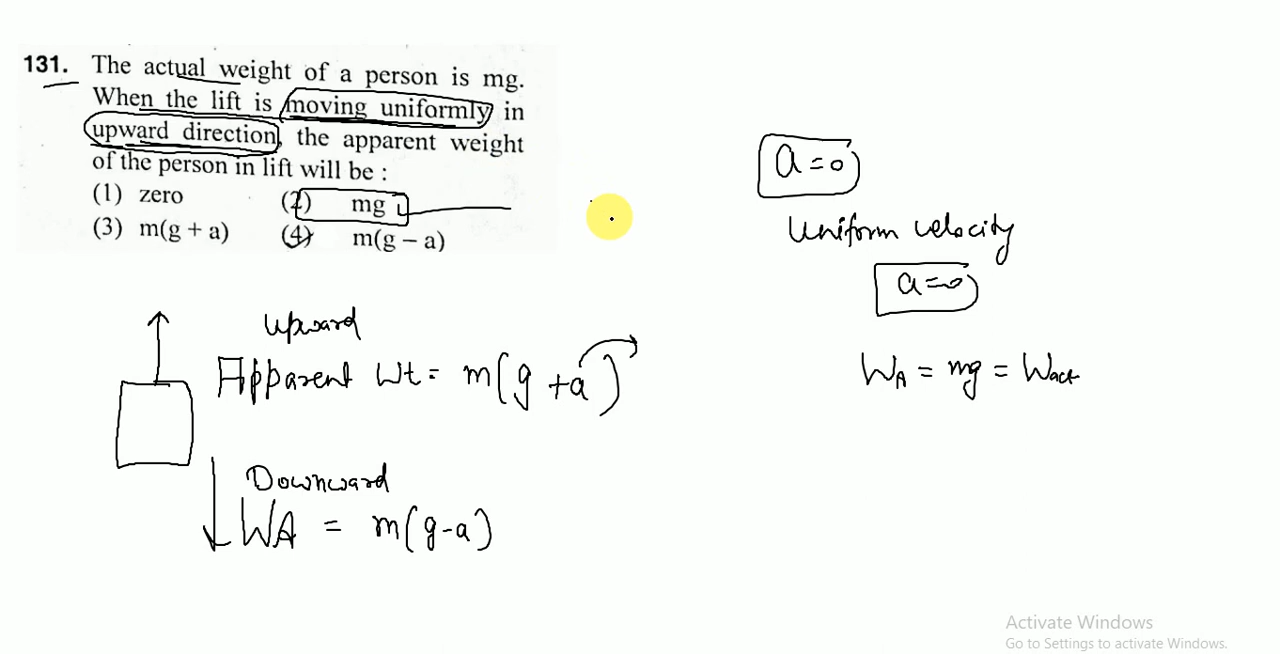 131. The actual weight of a person is mg.
When the lift is moving uniformly in
upward direction, the apparent weight
of the person in lift will be :
(1) zero (2) mg
(3) m(g + a) (4) m(g – a)
a=0
Uniform velocity
a=0
Upward
Apparent Wt = m(g +a)
WA = mg = Wact
Downward
WA = m(g-a)
Activate Windows
Go to Settings to activate Windows.